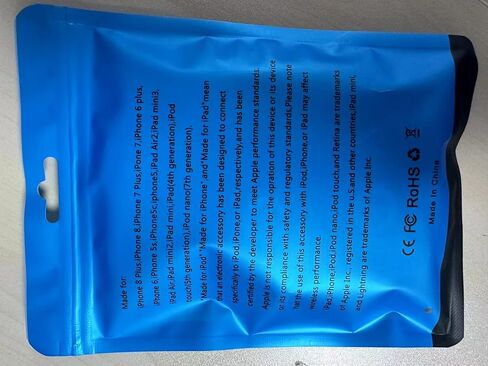 Made for:
iPhone 8 Plus,iPhone 8,iPhone 7 Plus,iPhone 7,iPhone 6 plus,
iPhone 6 iPhone 5s,iPhone5c,iphone5,iPad Air2,iPad mini3,
iPad Air,iPad mini2,iPad mini,iPad(4th generation),iPod
touch(5th generation),iPod nano(7th generation).
"Made for iPod","Made for iPhone",and"Made for iPad"mean
that an electronic accessory has been designed to connect
specifically to iPod,iPhone,or iPad,respectively,and has been
certified by the developer to meet Apple performance standards.
Apple is not responsible for the opration of this device or its device
or its compliance with safety and regulatory standards.Please note
hat the use of this accessory with iPod,iPhone,or iPad may affect
wireless performance.
iPad,iPhone,iPod,iPod nano,iPod touch,and Retina are trademarks
of Apple Inc., registered in the u.S.and other countries,iPad mini,
and Lightning are trademarks of Apple Inc.
CE FC RoHS
Made in China